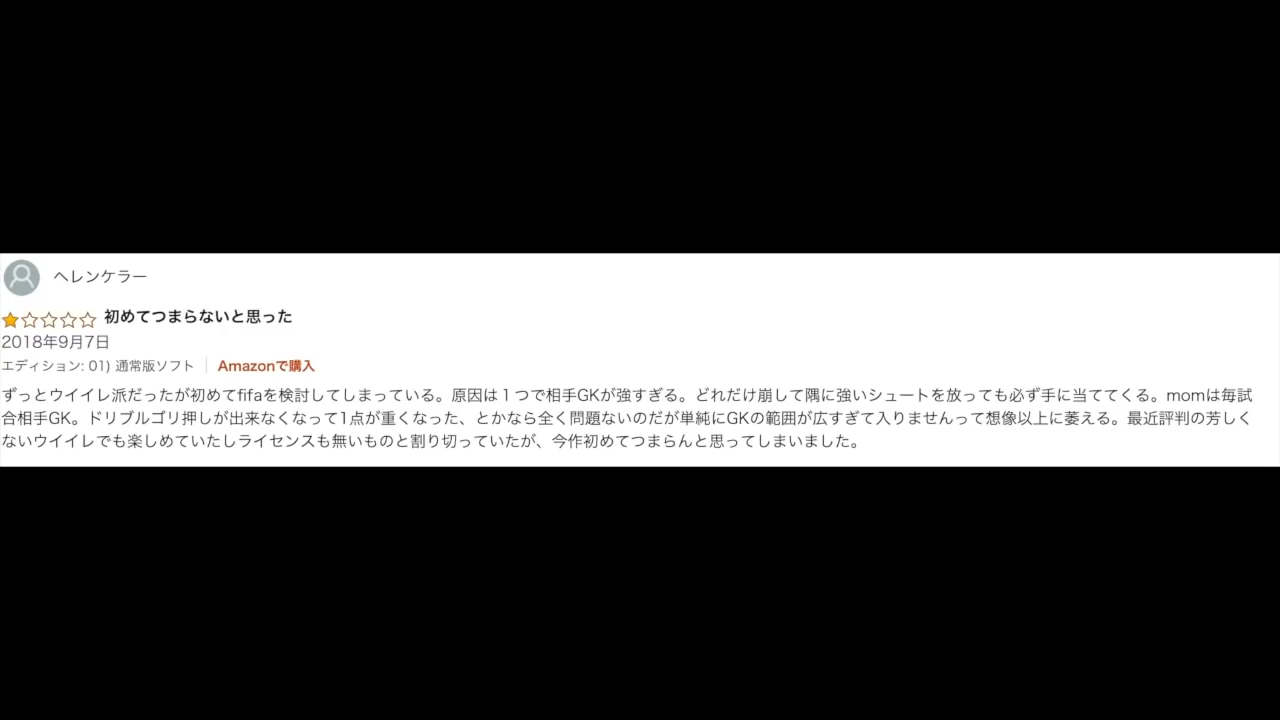 ヘレンケラー
初めてつまらないと思った
2018年9月7日
エディション: 01) 通常版ソフト | Amazonで購入
ずっとウイイレ派だったが初めてfifaを検討してしまっている。原因は１つで相手GKが強すぎる。どれだけ崩して隅に強いシュートを放っても必ず手に当ててくる。momは毎試
合相手GK。ドリブルゴリ押しが出来なくなって1点が重くなった、とかなら全く問題ないのだが単純にGKの範囲が広すぎて入りませんって想像以上に萎える。最近評判の芳しく
ないウイイレでも楽しめていたしライセンスも無いものと割り切っていたが、今作初めてつまらんと思ってしまいました。